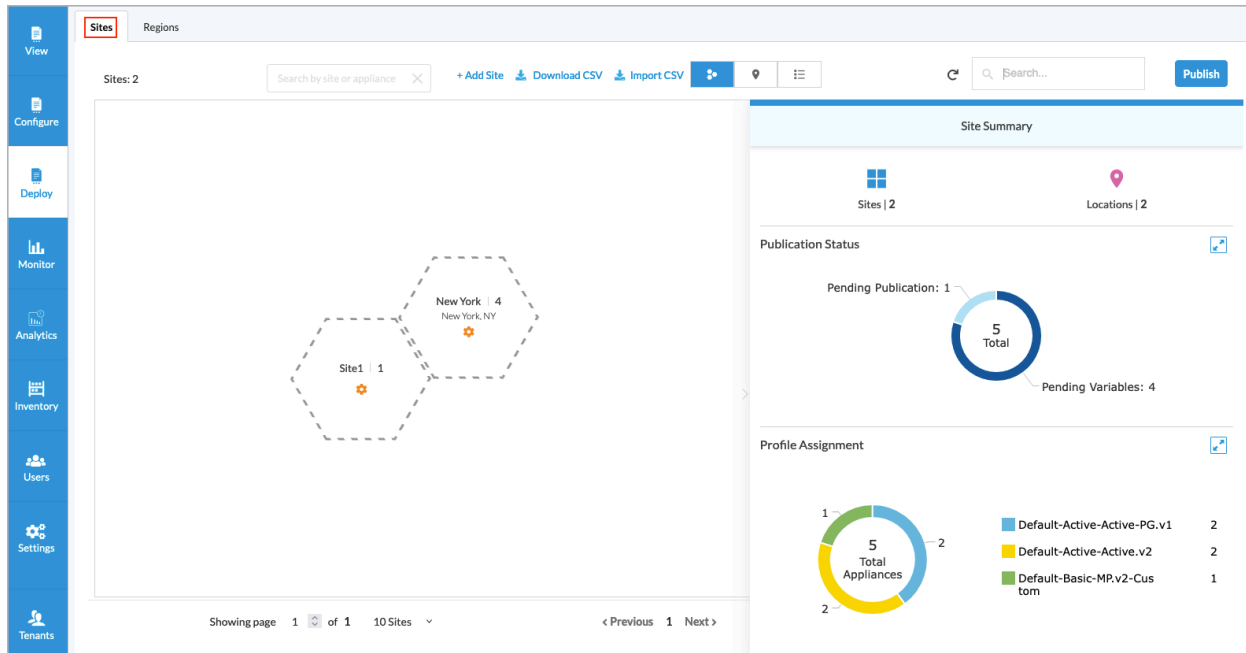 View
Configure
Deploy
Monitor
Analytics
Inventory
Users
Settings
Tenants
Sites Regions
Sites: 2 Search by site or appliance + Add Site Download CSV Import CSV Search... Publish
New York | 4
New York, NY
Site1 | 1
Showing page 1 of 1 10 Sites < Previous 1 Next >
Site Summary
Sites | 2 Locations | 2
Publication Status
Pending Publication: 1
5
Total
Pending Variables: 4
Profile Assignment
1
2
2
5
Total
Appliances
Default-Active-Active-PG.v1 2
Default-Active-Active.v2 2
Default-Basic-MP.v2-Cus 1
tom